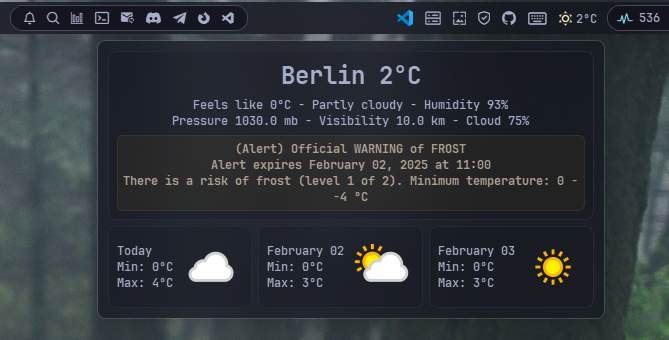 2°C
536
Berlin 2°C
Feels like 0°C - Partly cloudy - Humidity 93%
Pressure 1030.0 mb - Visibility 10.0 km - Cloud 75%
(Alert) Official WARNING of FROST
Alert expires February 02, 2025 at 11:00
There is a risk of frost (level 1 of 2). Minimum temperature: 0 -
-4 °C
Today
Min: 0°C
Max: 4°C
February 02
Min: 0°C
Max: 3°C
February 03
Min: 0°C
Max: 3°C